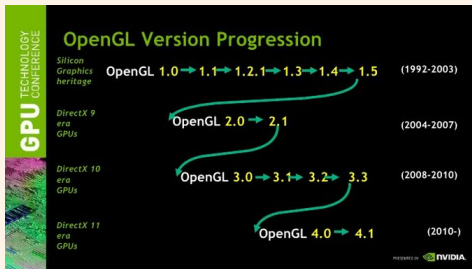 GPU TECHNOLOGY
CONFERENCE
OpenGL Version Progression
Silicon
Graphics
heritage
OpenGL 1.0 → 1.1 → 1.2.1 → 1.3 → 1.4 → 1.5 (1992-2003)
DirectX 9
era
GPUs
OpenGL 2.0 → 2.1 (2004-2007)
DirectX 10
era
GPUs
OpenGL 3.0 → 3.1 → 3.2 → 3.3 (2008-2010)
DirectX 11
era
GPUs
OpenGL 4.0 → 4.1 (2010-)
PRESENTED BY NVIDIA.